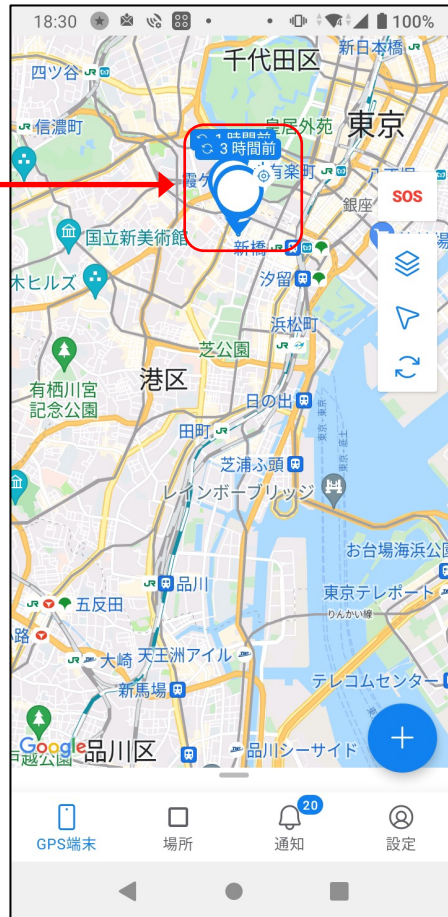 18:30
100%
千代田区
新日本橋
四ツ谷
信濃町
皇居外苑
東京
1 時間前
3 時間前
霞ケ
有楽町
銀座
SOS
国立新美術館
新橋
木ヒルズ
汐留
浜松町
芝公園
有栖川宮
記念公園
港区
日の出
田町
芝浦ふ頭
レインボーブリッジ
お台場海浜公
品川
東京テレポート
りんかい線
五反田
路
大崎
天王洲アイル
テレコムセンター
新馬場
戸越公園
Google
品川区
品川シーサイド
20
GPS端末
場所
通知
設定